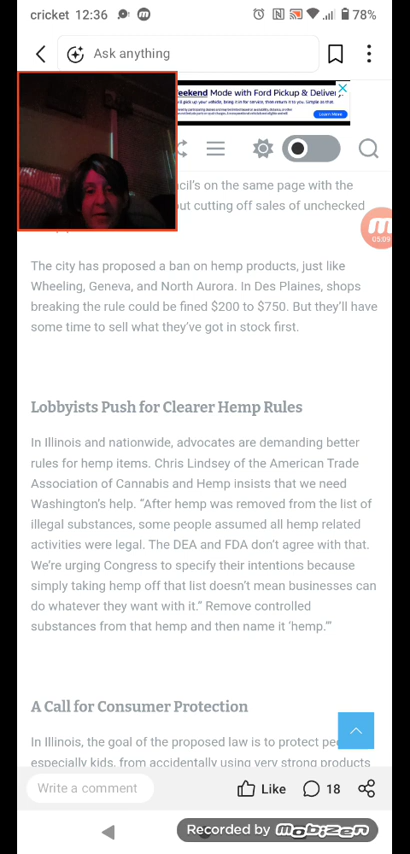 cricket 12:36
78%
Ask anything
eekend Mode with Ford Pickup & Delivery
Learn More
03:09
cil's on the same page with the
out cutting off sales of unchecked
The city has proposed a ban on hemp products, just like
Wheeling, Geneva, and North Aurora. In Des Plaines, shops
breaking the rule could be fined $200 to $750. But they'll have
some time to sell what they've got in stock first.
Lobbyists Push for Clearer Hemp Rules
In Illinois and nationwide, advocates are demanding better
rules for hemp items. Chris Lindsey of the American Trade
Association of Cannabis and Hemp insists that we need
Washington's help. “After hemp was removed from the list of
illegal substances, some people assumed all hemp related
activities were legal. The DEA and FDA don't agree with that.
We're urging Congress to specify their intentions because
simply taking hemp off that list doesn't mean businesses can
do whatever they want with it.” Remove controlled
substances from that hemp and then name it ‘hemp.’”
A Call for Consumer Protection
In Illinois, the goal of the proposed law is to protect pe
especially kids, from accidentally using very strong products
Write a comment
Like
18
Recorded by mobizen